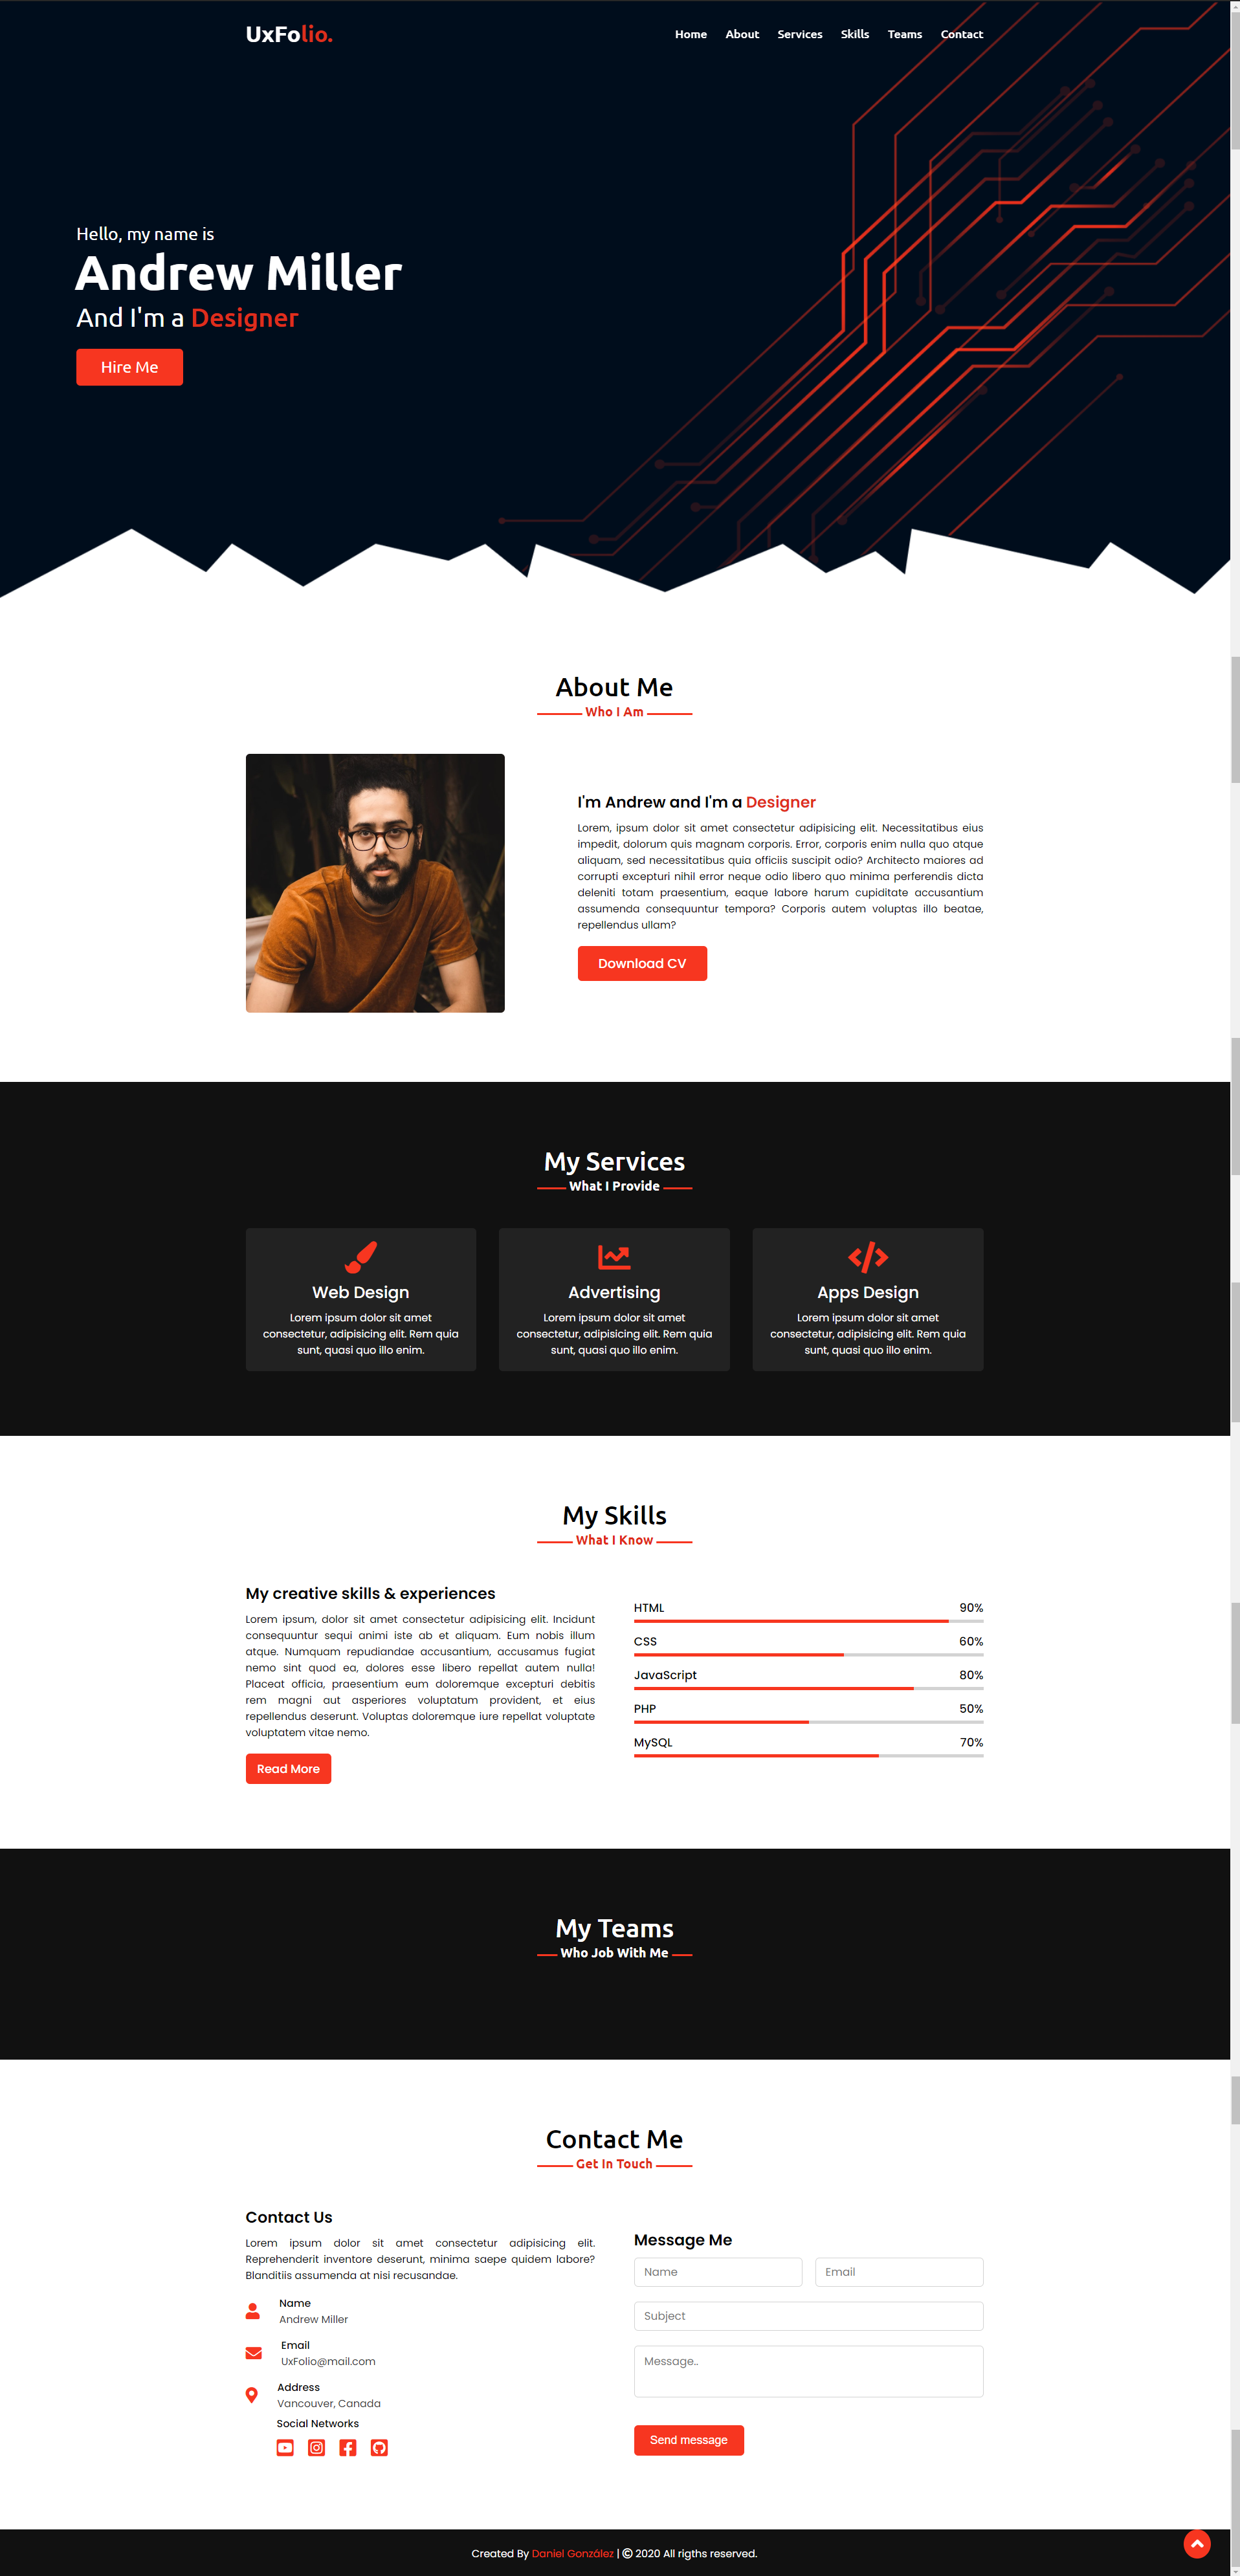 UxFolio.
Home About Services Skills Teams Contact
Hello, my name is
Andrew Miller
And I'm a Designer
Hire Me
About Me
Who I Am
I'm Andrew and I'm a Designer
Lorem, ipsum dolor sit amet consectetur adipisicing elit. Necessitatibus eius
impedit, dolorum quis magnam corporis. Error, corporis enim nulla quo atque
aliquam, sed necessitatibus quia officiis suscipit odio? Architecto maiores ad
corrupti excepturi nihil error neque odio libero quo minima perferendis dicta
deleniti totam praesentium, eaque labore harum cupiditate accusantium
assumenda consequuntur tempora? Corporis autem voluptas illo beatae,
repellendus ullam?
Download CV
My Services
What I Provide
Web Design
Lorem ipsum dolor sit amet
consectetur, adipisicing elit. Rem quia
sunt, quasi quo illo enim.
Advertising
Lorem ipsum dolor sit amet
consectetur, adipisicing elit. Rem quia
sunt, quasi quo illo enim.
Apps Design
Lorem ipsum dolor sit amet
consectetur, adipisicing elit. Rem quia
sunt, quasi quo illo enim.
My Skills
What I Know
My creative skills & experiences
Lorem ipsum, dolor sit amet consectetur adipisicing elit. Incidunt
consequuntur sequi animi iste ab et aliquam. Eum nobis illum
atque. Numquam repudiandae accusantium, accusamus fugiat
nemo sint quod ea, dolores esse libero repellat autem nulla!
Placeat officia, praesentium eum doloremque excepturi debitis
rem magni aut asperiores voluptatum provident, et eius
repellendus deserunt. Voluptas doloremque iure repellat voluptate
voluptatem vitae nemo.
Read More
HTML 90%
CSS 60%
JavaScript 80%
PHP 50%
MySQL 70%
My Teams
Who Job With Me
Contact Me
Get In Touch
Contact Us
Lorem ipsum dolor sit amet consectetur adipisicing elit.
Reprehenderit inventore deserunt, minima saepe quidem labore?
Blanditiis assumenda at nisi recusandae.
Name
Andrew Miller
Email
UxFolio@mail.com
Address
Vancouver, Canada
Social Networks
Message Me
Name Email
Subject
Message..
Send message
Created By Daniel González | © 2020 All rigths reserved.